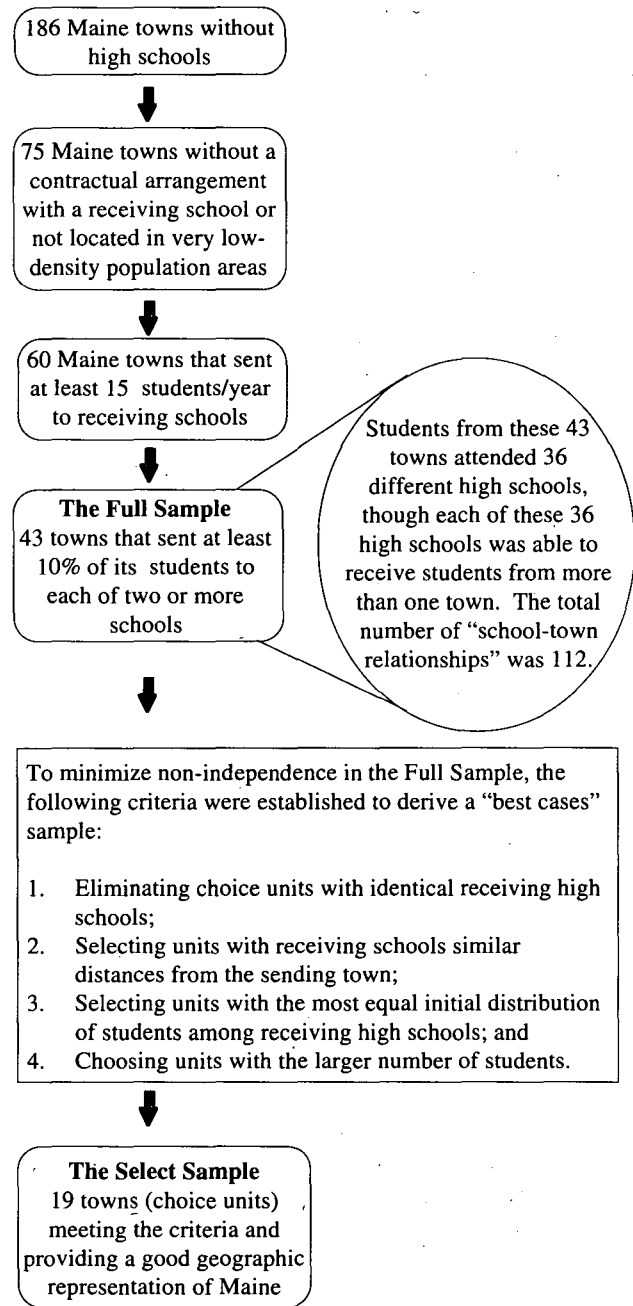 186 Maine towns without
high schools
75 Maine towns without a
contractual arrangement
with a receiving school or
not located in very low-
density population areas
60 Maine towns that sent
at least 15 students/year
to receiving schools
The Full Sample
43 towns that sent at least
10% of its students to
each of two or more
schools
Students from these 43
towns attended 36
different high schools,
though each of these 36
high schools was able to
receive students from more
than one town. The total
number of “school-town
relationships” was 112.
To minimize non-independence in the Full Sample, the
following criteria were established to derive a “best cases”
sample:
1. Eliminating choice units with identical receiving high
schools;
2. Selecting units with receiving schools similar
distances from the sending town;
3. Selecting units with the most equal initial distribution
of students among receiving high schools; and
4. Choosing units with the larger number of students.
The Select Sample
19 towns (choice units)
meeting the criteria and
providing a good geographic
representation of Maine